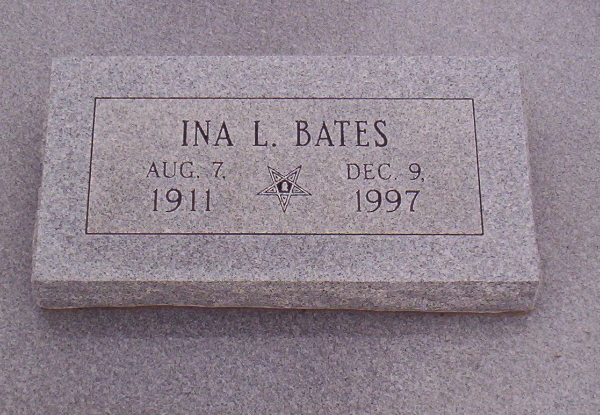 INA L. BATES
AUG. 7, DEC. 9,
1911 1997